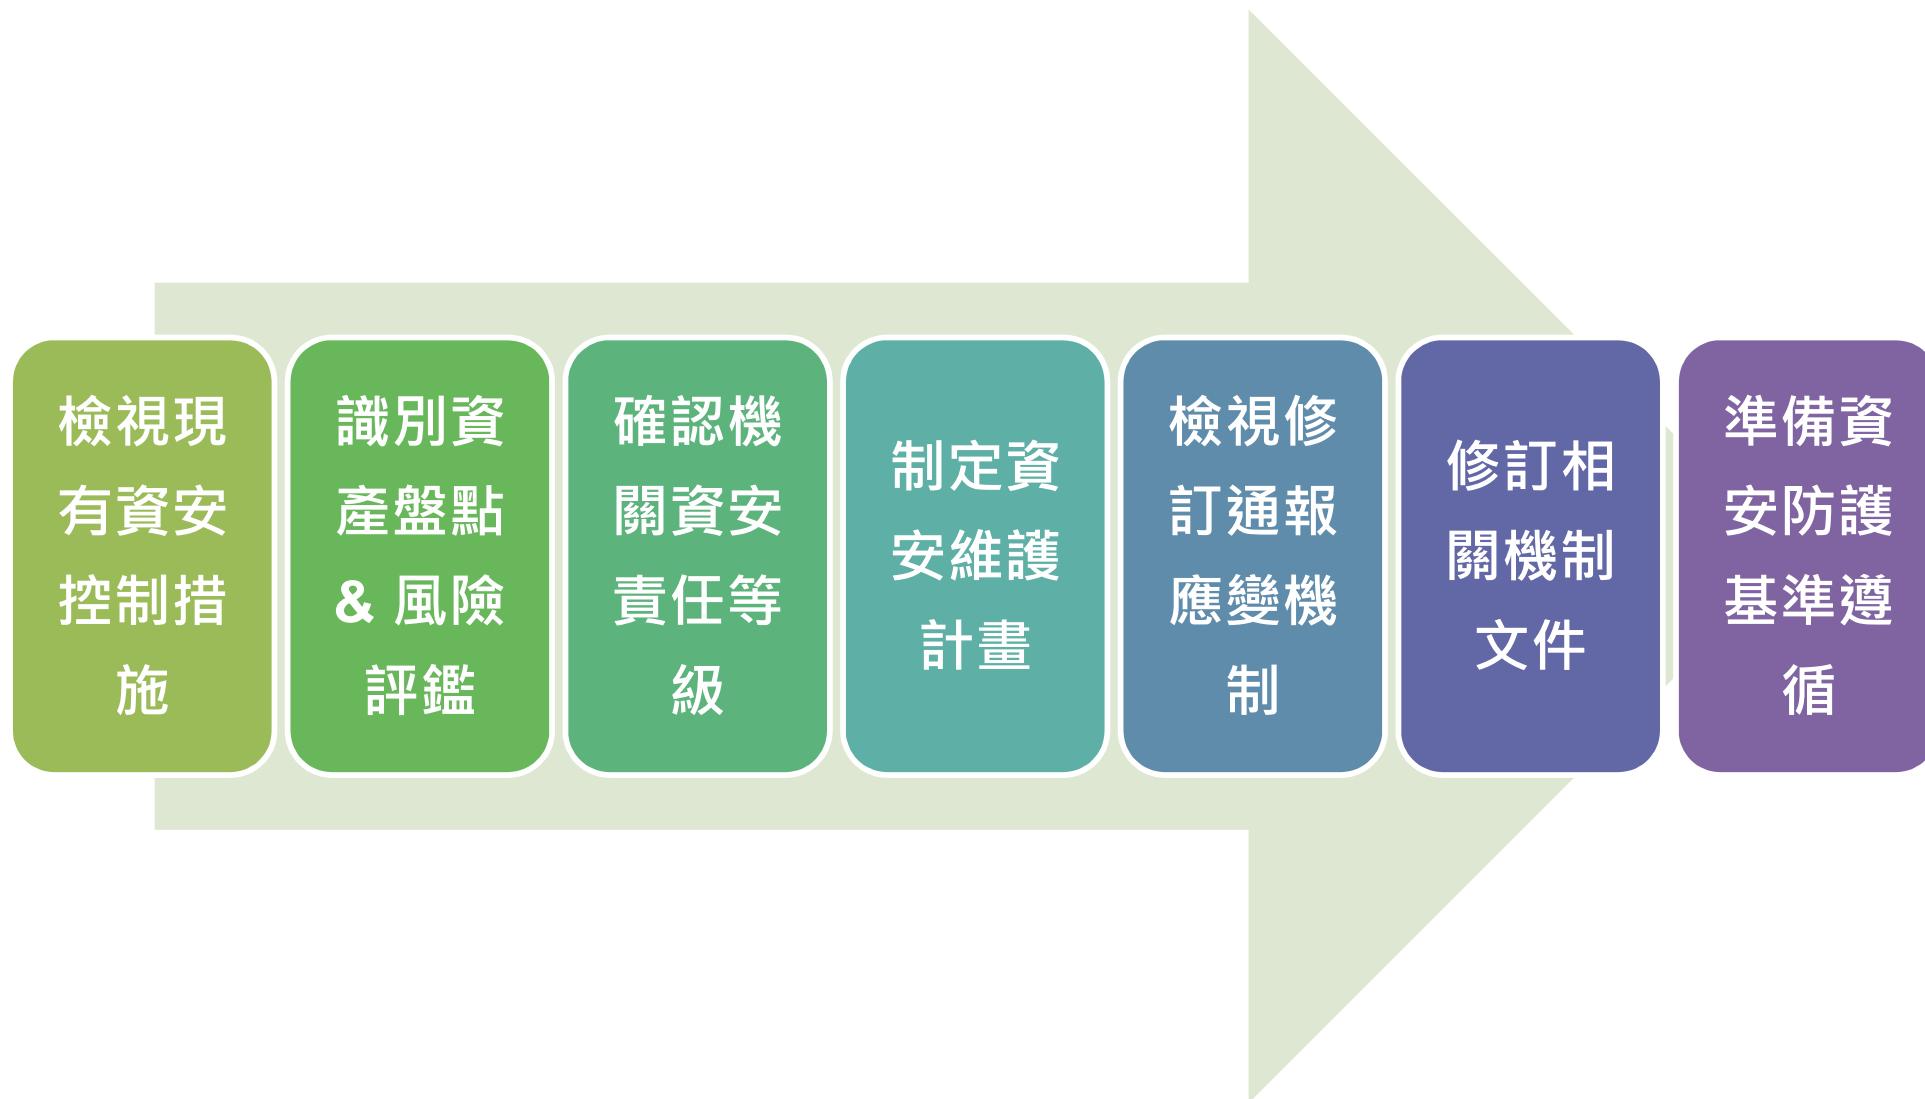 檢視現
有資安
控制措
施
識別資
產盤點
& 風險
評鑑
確認機
關資安
責任等
級
制定資
安維護
計畫
檢視修
訂通報
應變機
制
修訂相
關機制
文件
準備資
安防護
基準遵
循